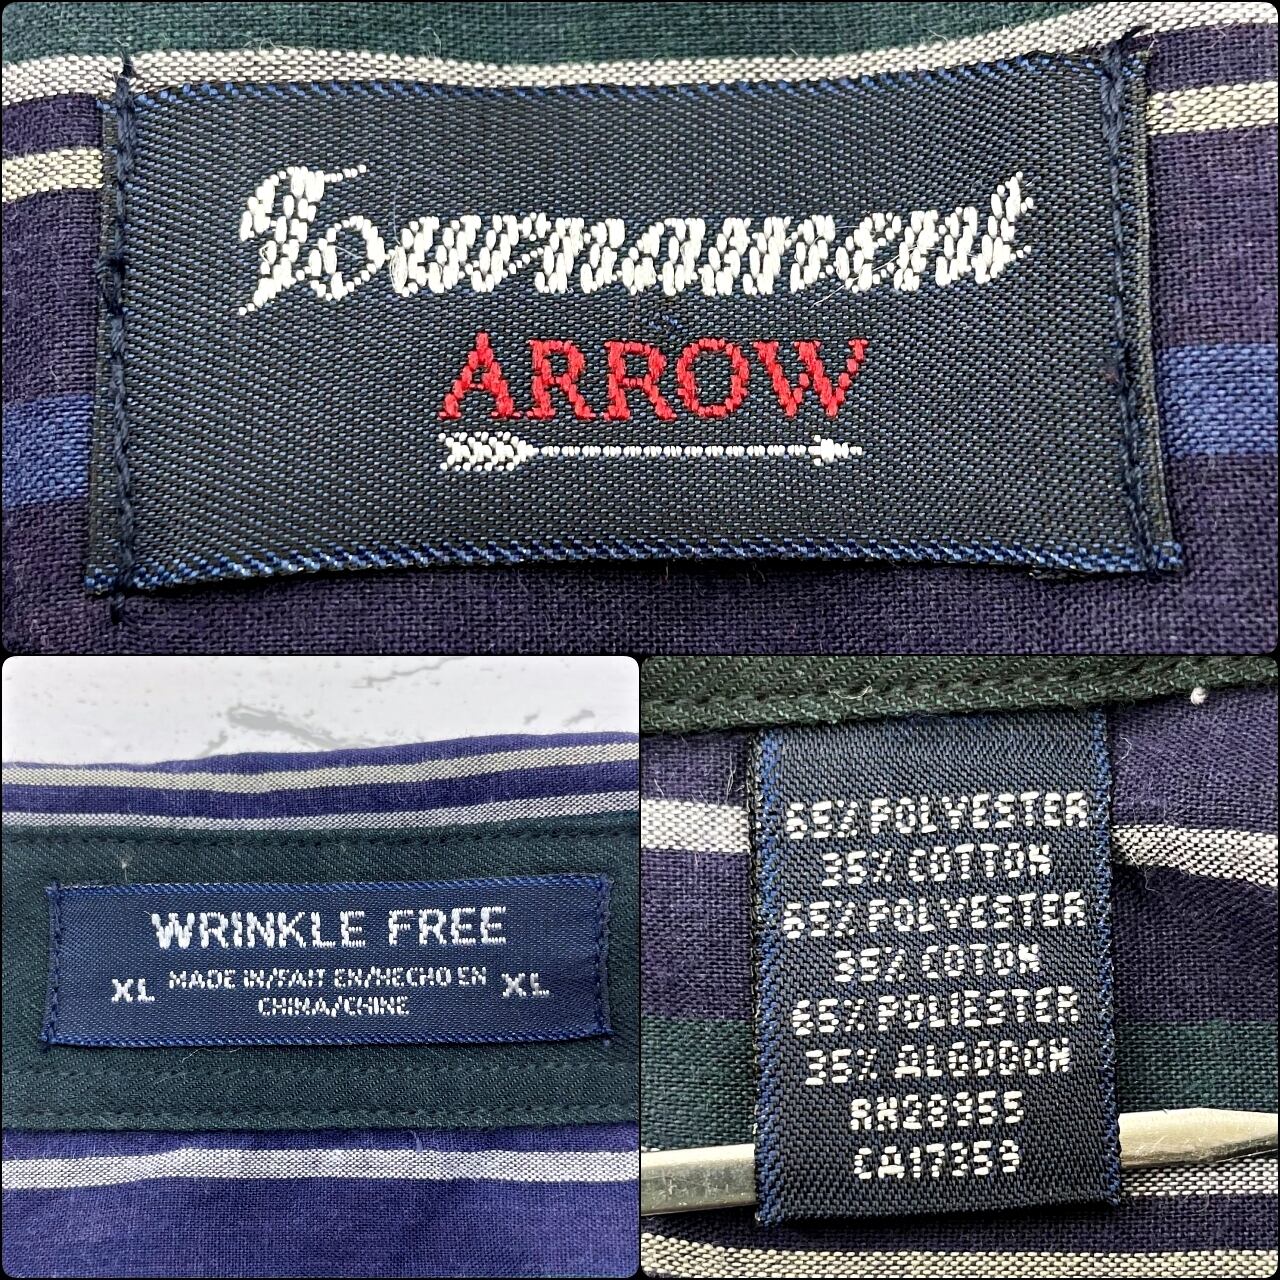 Tournament
ARROW
WRINKLE FREE
XL MADE IN/FAIT EN/HECHO EN XL
CHINA/CHINE
65% POLYESTER
35% COTTON
65% POLYESTER
35% COTON
65% POLIESTER
35% ALGODON
RN28955
CA17359